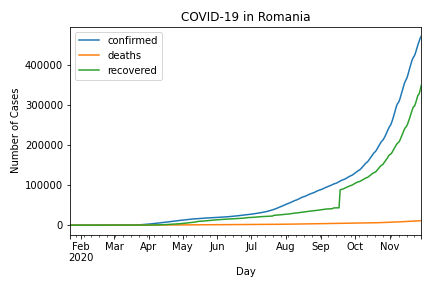 COVID-19 in Romania
confirmed
deaths
recovered
Number of Cases
400000
300000
200000
100000
0
Feb Mar Apr May Jun Jul Aug Sep Oct Nov
2020
Day